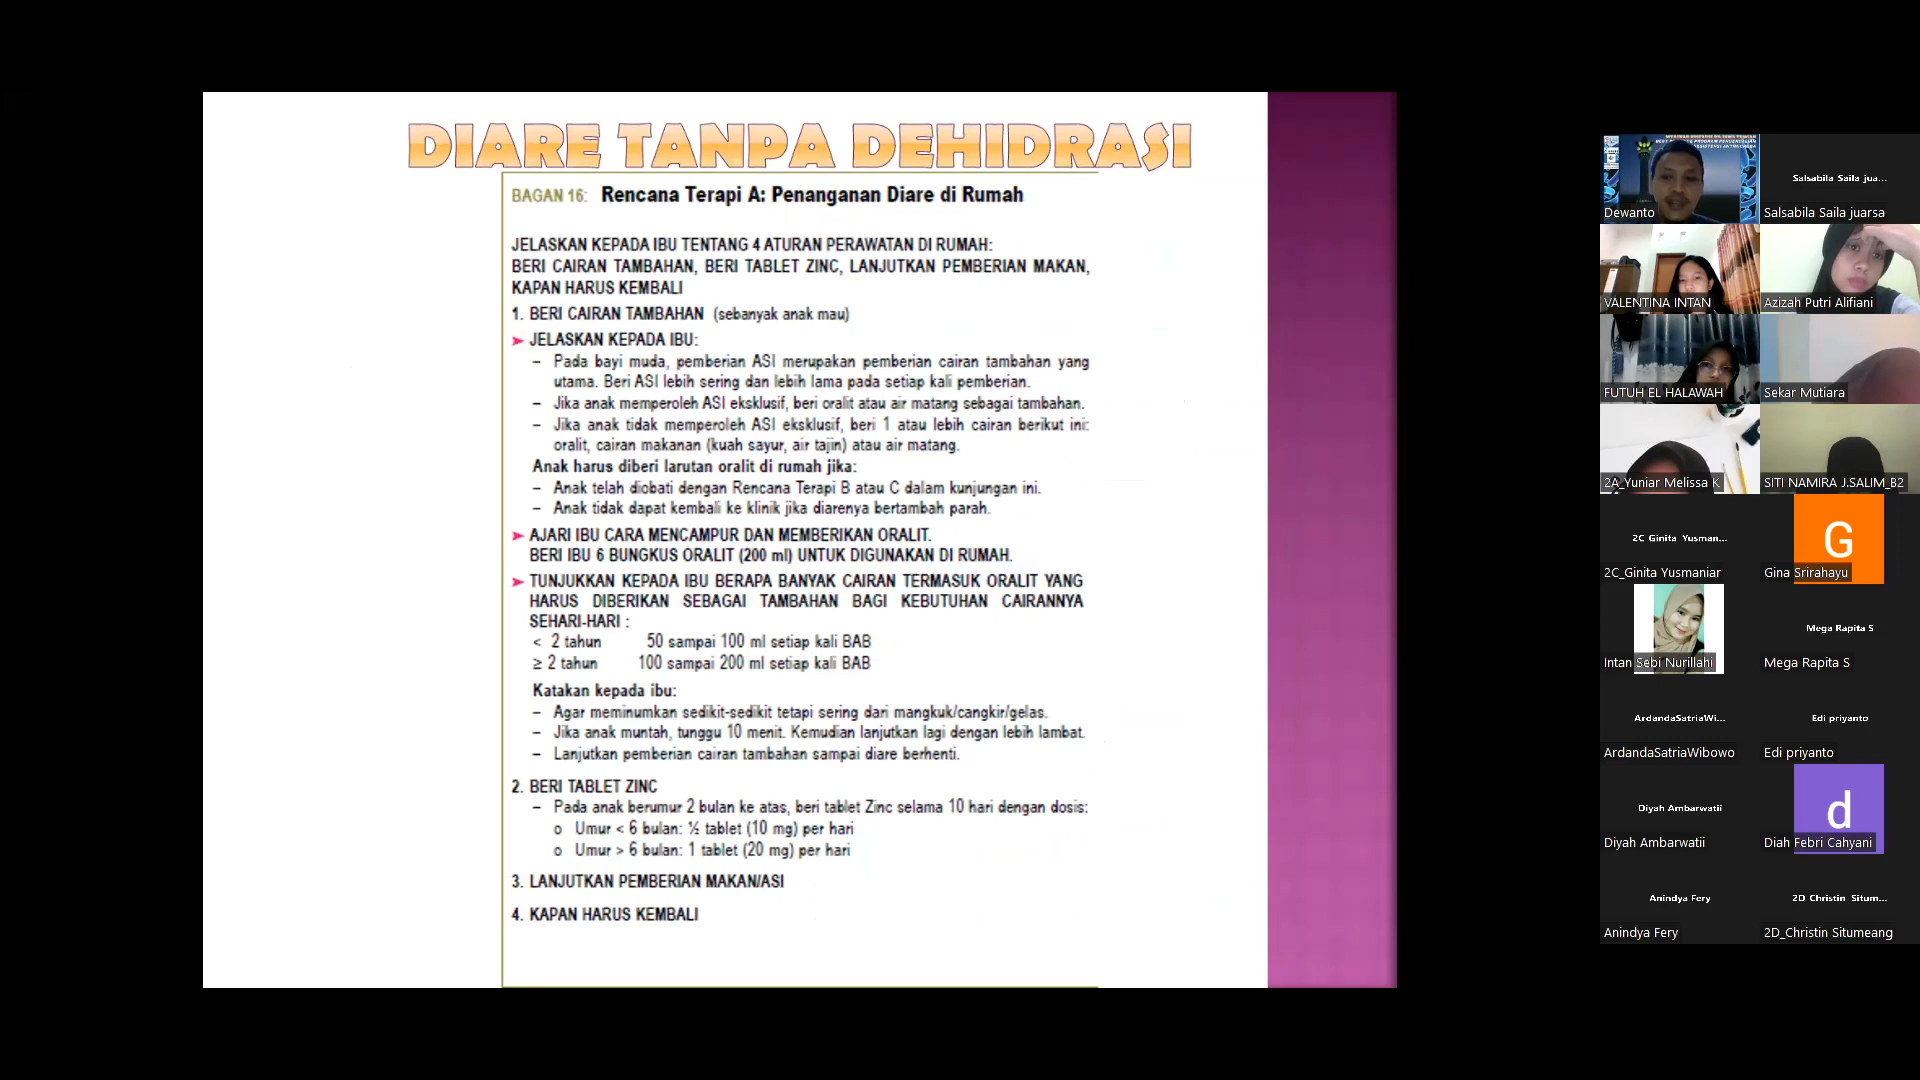 DIARE TANPA DEHIDRASI
BAGAN 16: Rencana Terapi A: Penanganan Diare di Rumah
JELASKAN KEPADA IBU TENTANG 4 ATURAN PERAWATAN DI RUMAH:
BERI CAIRAN TAMBAHAN, BERI TABLET ZINC, LANJUTKAN PEMBERIAN MAKAN,
KAPAN HARUS KEMBALI
1. BERI CAIRAN TAMBAHAN (sebanyak anak mau)
➤ JELASKAN KEPADA IBU:
– Pada bayi muda, pemberian ASI merupakan pemberian cairan tambahan yang
utama. Beri ASI lebih sering dan lebih lama pada setiap kali pemberian.
– Jika anak memperoleh ASI eksklusif, beri oralit atau air matang sebagai tambahan.
– Jika anak tidak memperoleh ASI eksklusif, beri 1 atau lebih cairan berikut ini:
oralit, cairan makanan (kuah sayur, air tajin) atau air matang.
Anak harus diberi larutan oralit di rumah jika:
– Anak telah diobati dengan Rencana Terapi B atau C dalam kunjungan ini.
– Anak tidak dapat kembali ke klinik jika diarenya bertambah parah.
➤ AJARI IBU CARA MENCAMPUR DAN MEMBERIKAN ORALIT.
BERI IBU 6 BUNGKUS ORALIT (200 ml) UNTUK DIGUNAKAN DI RUMAH.
➤ TUNJUKKAN KEPADA IBU BERAPA BANYAK CAIRAN TERMASUK ORALIT YANG
HARUS DIBERIKAN SEBAGAI TAMBAHAN BAGI KEBUTUHAN CAIRANNYA
SEHARI-HARI :
< 2 tahun 50 sampai 100 ml setiap kali BAB
≥ 2 tahun 100 sampai 200 ml setiap kali BAB
Katakan kepada ibu:
– Agar meminumkan sedikit-sedikit tetapi sering dari mangkuk/cangkir/gelas.
– Jika anak muntah, tunggu 10 menit. Kemudian lanjutkan lagi dengan lebih lambat.
– Lanjutkan pemberian cairan tambahan sampai diare berhenti.
2. BERI TABLET ZINC
– Pada anak berumur 2 bulan ke atas, beri tablet Zinc selama 10 hari dengan dosis:
o Umur < 6 bulan: ½ tablet (10 mg) per hari
o Umur > 6 bulan: 1 tablet (20 mg) per hari
3. LANJUTKAN PEMBERIAN MAKAN/ASI
4. KAPAN HARUS KEMBALI
Dewanto
Salsabila Saila jua...
Salsabila Saila juarsa
VALENTINA INTAN
Azizah Putri Alifiani
FUTUH EL HALAWAH
Sekar Mutiara
2A_Yuniar Melissa K
SITI NAMIRA J.SALIM_B2
2C Ginita Yusman...
2C_Ginita Yusmaniar
G
Gina Srirahayu
Intan Sebi Nurillahi
Mega Rapita S
Mega Rapita S
ArdandaSatriaWi...
ArdandaSatriaWibowo
Edi priyanto
Edi priyanto
Diyah Ambarwatii
Diyah Ambarwatii
d
Diah Febri Cahyani
Anindya Fery
Anindya Fery
2D Christin Situm...
2D_Christin Situmeang